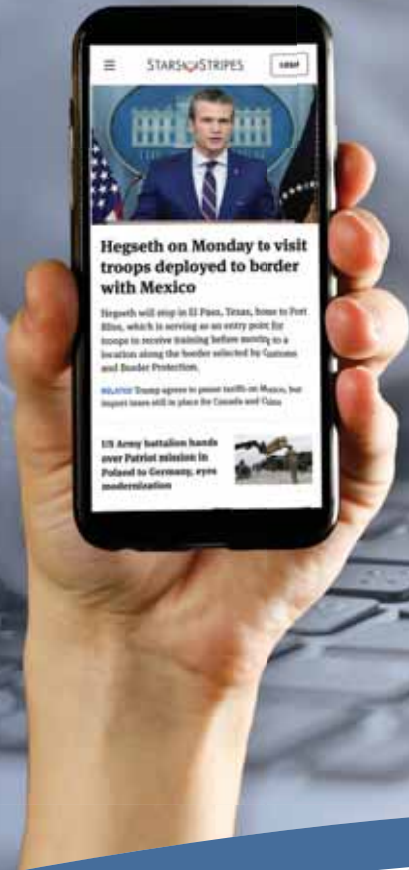 STARS STRIPES
Hegseth on Monday to visit
troops deployed to border
with Mexico
Hegseth will stop in El Paso, Texas, home to Fort
Bliss, which is serving as an entry point for
troops to receive training before moving to a
location along the border selected by Customs
and Border Protection.
RELATED Trump agrees to pause tariffs on Mexico, but
import taxes still in place for Canada and China
US Army battalion hands
over Patriot mission in
Poland to Germany, eyes
modernization